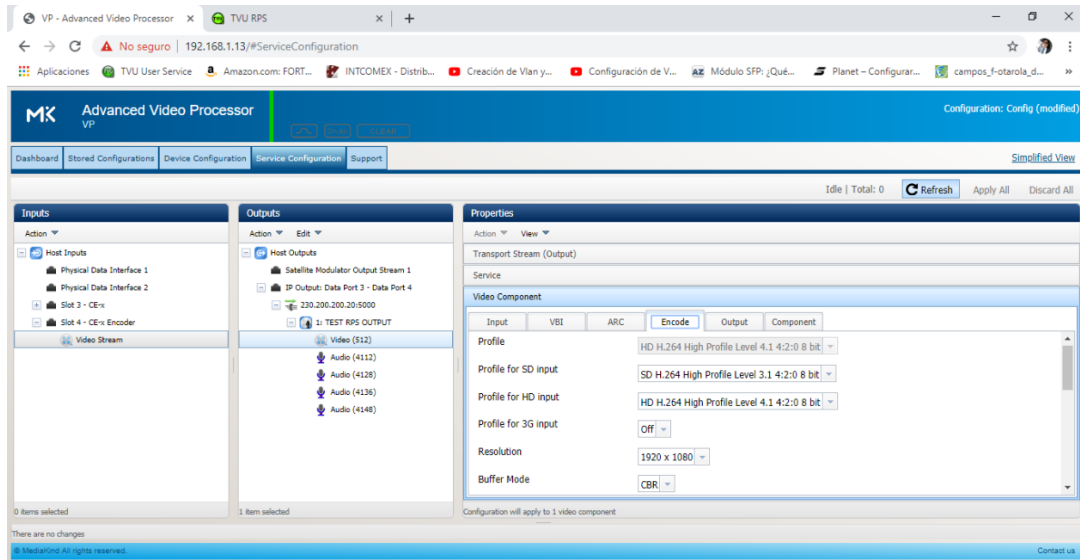 VP - Advanced Video Processor
TVU RPS
No seguro | 192.168.1.13/#ServiceConfiguration
Aplicaciones TVU User Service Amazon.com: FORT... INTCOMEX - Distrib... Creación de Vlan y... Configuración de V... Módulo SFP: ¿Qué... Planet – Configurar... campos_f-otarola_d... »
MK Advanced Video Processor
VP
CLEAR
Configuration: Config (modified)
Dashboard Stored Configurations Device Configuration Service Configuration Support Simplified View
Idle | Total: 0 Refresh Apply All Discard All
Inputs
Action
Host Inputs
Physical Data Interface 1
Physical Data Interface 2
Slot 3 - CE-x
Slot 4 - CE-x Encoder
Video Stream
0 items selected
Outputs
Action Edit
Host Outputs
Satellite Modulator Output Stream 1
IP Output: Data Port 3 - Data Port 4
230.200.200.20:5000
1: TEST RPS OUTPUT
Video (512)
Audio (4112)
Audio (4128)
Audio (4136)
Audio (4148)
1 item selected
Properties
Action View
Transport Stream (Output)
Service
Video Component
Input VBI ARC Encode Output Component
Profile HD H.264 High Profile Level 4.1 4:2:0 8 bit
Profile for SD input SD H.264 High Profile Level 3.1 4:2:0 8 bit
Profile for HD input HD H.264 High Profile Level 4.1 4:2:0 8 bit
Profile for 3G input Off
Resolution 1920 x 1080
Buffer Mode CBR
Configuration will apply to 1 video component
There are no changes
© MediaKind All rights reserved. Contact us